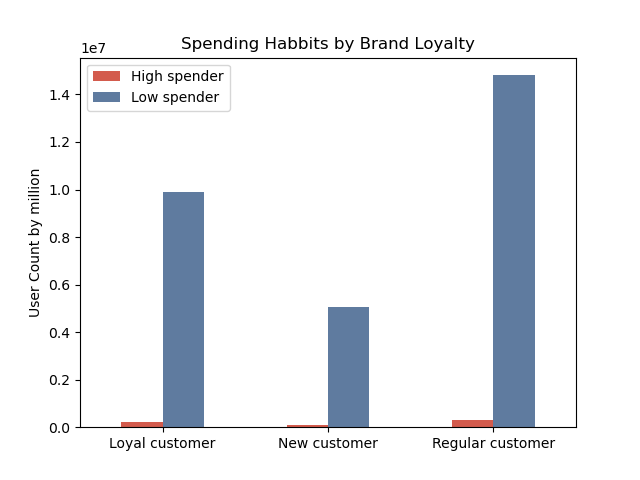 Spending Habbits by Brand Loyalty
1e7
High spender
Low spender
User Count by million
1.4
1.2
1.0
0.8
0.6
0.4
0.2
0.0
Loyal customer
New customer
Regular customer